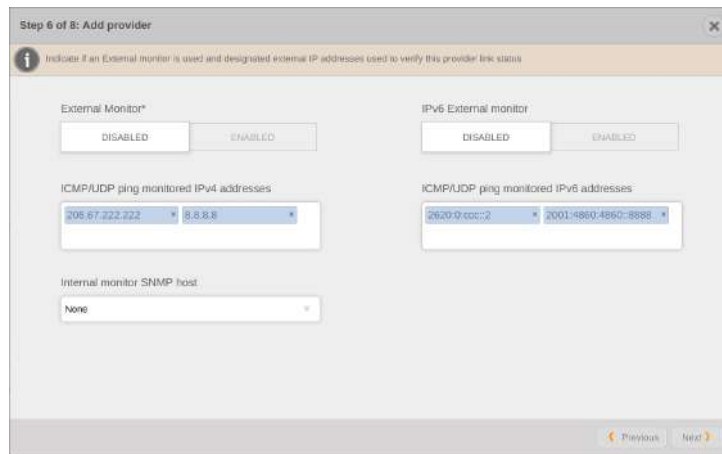 Step 6 of 8: Add provider
Indicate if an External monitor is used and designated external IP addresses used to verify this provider link status
External Monitor*
IPv6 External monitor
DISABLED
ENABLED
DISABLED
ENABLED
ICMP/UDP ping monitored IPv4 addresses
ICMP/UDP ping monitored IPv6 addresses
208.67.222.222
8.8.8.8
2620:0:ccc::2
2001:4860:4860::8888
Internal monitor SNMP host
None
Previous
Next